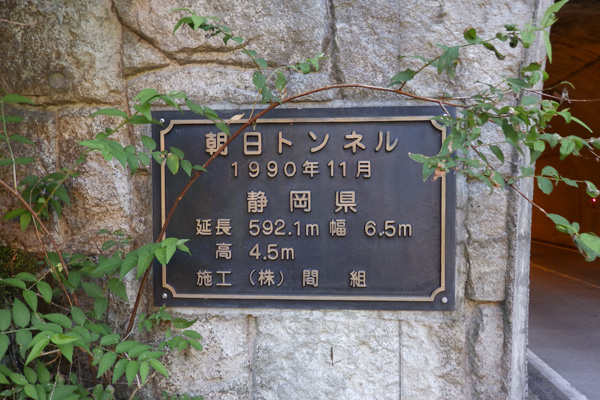 朝日トンネル
1990年11月
静岡県
延長 592.1m 幅 6.5m
高 4.5m
施工(株)間 組